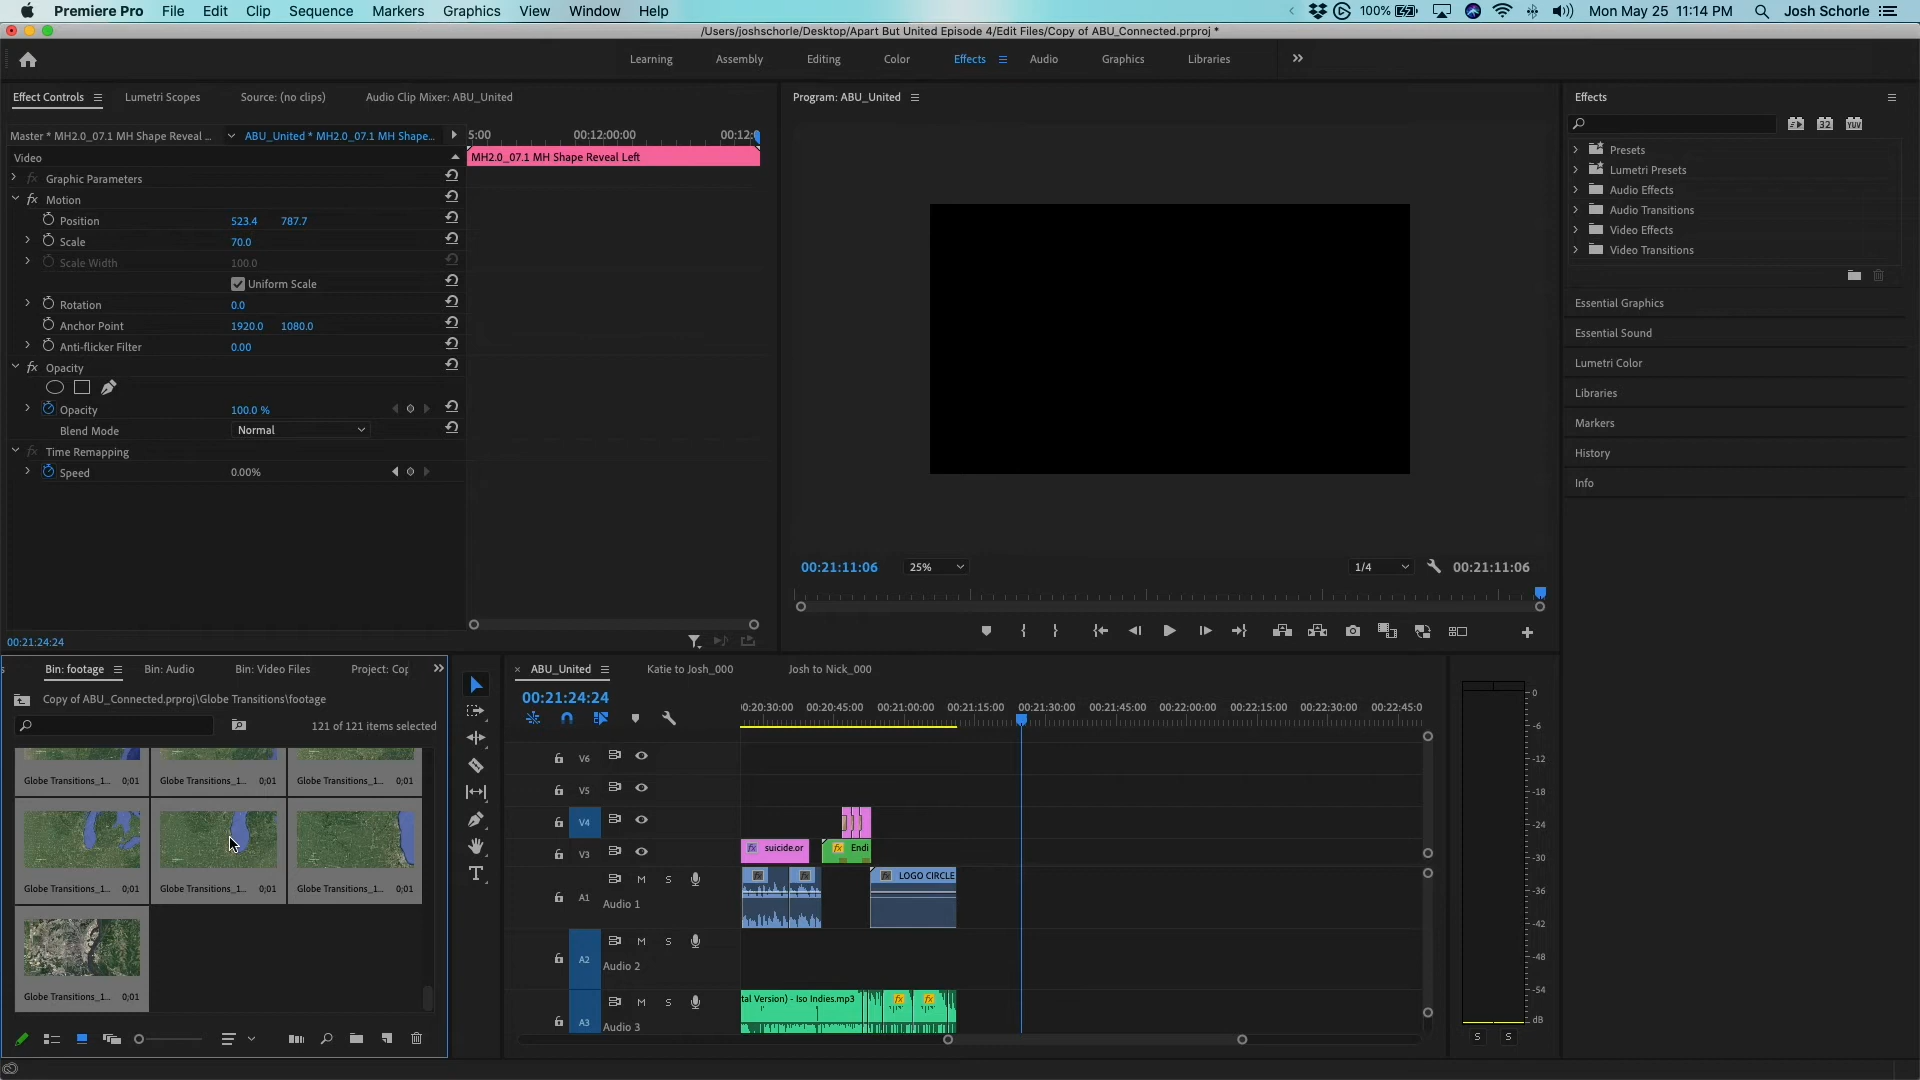 Premiere Pro File Edit Clip Sequence Markers Graphics View Window Help 100% Mon May 25 11:14 PM Josh Schorle
/Users/joshschorle/Desktop/Apart But United Episode 4/Edit Files/Copy of ABU_Connected.prproj *
Learning Assembly Editing Color Effects Audio Graphics Libraries
Effect Controls Lumetri Scopes Source: (no clips) Audio Clip Mixer: ABU_United
Master * MH2.0_07.1 MH Shape Reveal ... ABU_United * MH2.0_07.1 MH Shape... 5:00 00:12:00:00 00:12:0
Video MH2.0_07.1 MH Shape Reveal Left
fx Graphic Parameters
fx Motion
Position 523.4 787.7
Scale 70.0
Scale Width 100.0
Uniform Scale
Rotation 0.0
Anchor Point 1920.0 1080.0
Anti-flicker Filter 0.00
fx Opacity
Opacity 100.0 %
Blend Mode Normal
fx Time Remapping
Speed 0.00%
00:21:24:24
Program: ABU_United
00:21:11:06 25% 1/4 00:21:11:06
Effects
32 YUV
Presets
Lumetri Presets
Audio Effects
Audio Transitions
Video Effects
Video Transitions
Essential Graphics
Essential Sound
Lumetri Color
Libraries
Markers
History
Info
s Bin: footage Bin: Audio Bin: Video Files Project: Cop
Copy of ABU_Connected.prproj\Globe Transitions\footage
121 of 121 items selected
Globe Transitions_1... 0;01 Globe Transitions_1... 0;01 Globe Transitions_1... 0;01
Globe Transitions_1... 0;01 Globe Transitions_1... 0;01 Globe Transitions_1... 0;01
Globe Transitions_1... 0;01
× ABU_United Katie to Josh_000 Josh to Nick_000
00:21:24:24
0:20:30:00 00:20:45:00 00:21:00:00 00:21:15:00 00:21:30:00 00:21:45:00 00:22:00:00 00:22:15:00 00:22:30:00 00:22:45:0
V6
V5
V4
V3 fx suicide.or fx Endi
A1 M S fx fx fx LOGO CIRCLE
Audio 1
A2 M S
Audio 2
A3 M S tal Version) - Iso Indies.mp3 fx fx
Audio 3
0
-6
-12
-18
-24
-30
-36
-42
-48
-54
dB
S S